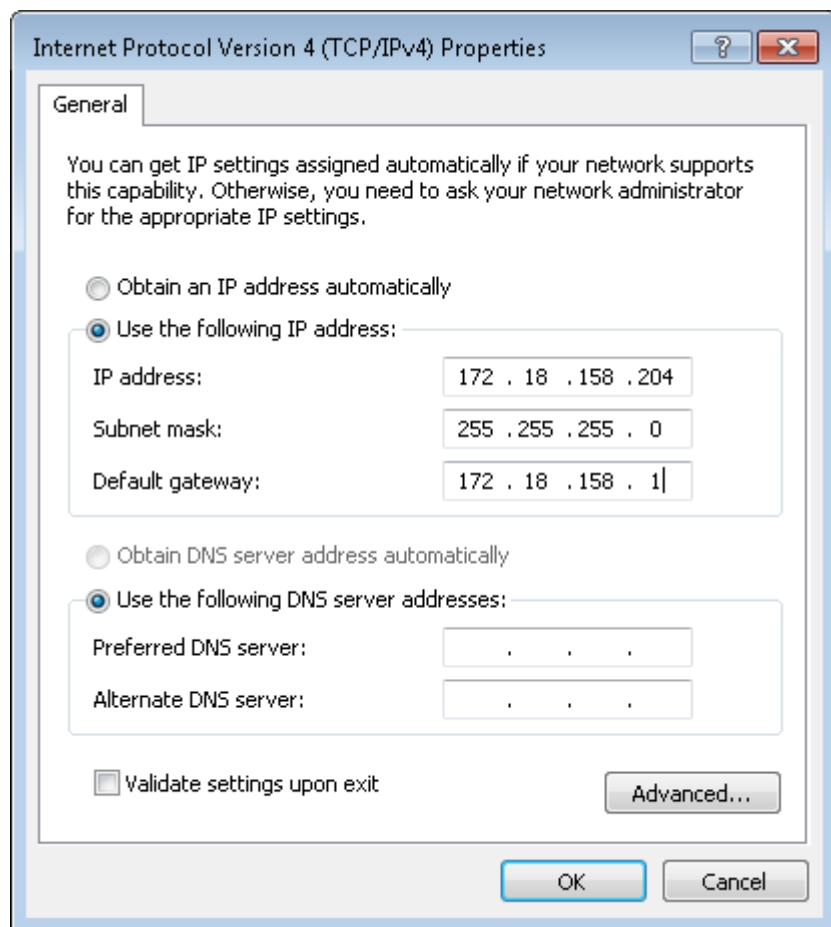 Internet Protocol Version 4 (TCP/IPv4) Properties
General
You can get IP settings assigned automatically if your network supports
this capability. Otherwise, you need to ask your network administrator
for the appropriate IP settings.
Obtain an IP address automatically
Use the following IP address:
IP address: 172 . 18 . 158 . 204
Subnet mask: 255 . 255 . 255 . 0
Default gateway: 172 . 18 . 158 . 1
Obtain DNS server address automatically
Use the following DNS server addresses:
Preferred DNS server: . . .
Alternate DNS server: . . .
Validate settings upon exit
Advanced...
OK Cancel